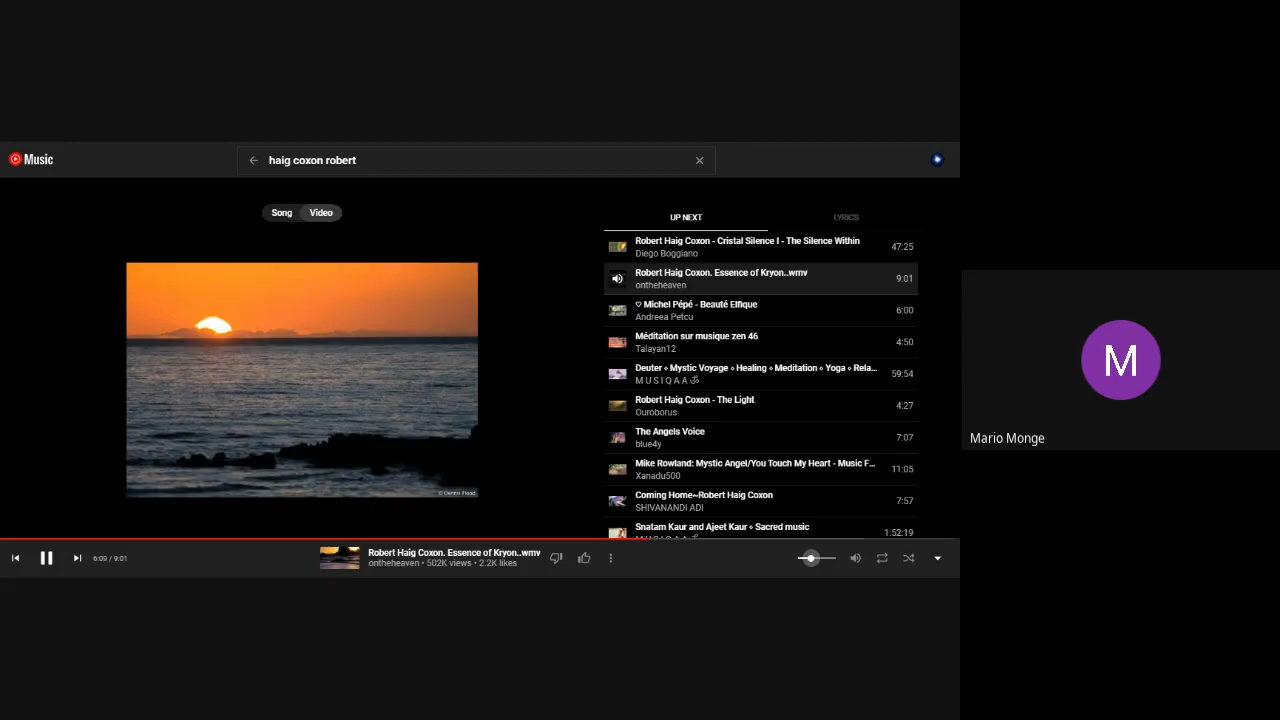 Music
haig coxon robert
Song
Video
UP NEXT
LYRICS
Robert Haig Coxon - Cristal Silence I - The Silence Within
Diego Boggiano
47:25
Robert Haig Coxon. Essence of Kryon..wmv
ontheheaven
9:01
♡ Michel Pépé - Beauté Elfique
Andreea Petcu
6:00
Méditation sur musique zen 46
Talayan12
4:50
Deuter ⋄ Mystic Voyage ⋄ Healing ⋄ Meditation ⋄ Yoga ⋄ Rela...
M U S I Q A A ॐ
59:54
Robert Haig Coxon - The Light
Ouroborus
4:27
The Angels Voice
blue4y
7:07
Mike Rowland: Mystic Angel/You Touch My Heart - Music F...
Xanadu500
11:05
Coming Home~Robert Haig Coxon
SHIVANANDI ADI
7:57
Snatam Kaur and Ajeet Kaur ⋄ Sacred music
M U S I Q A A ॐ
1:52:19
© Dennis Flood
6:09 / 9:01
Robert Haig Coxon. Essence of Kryon..wmv
ontheheaven • 502K views • 2.2K likes
M
Mario Monge